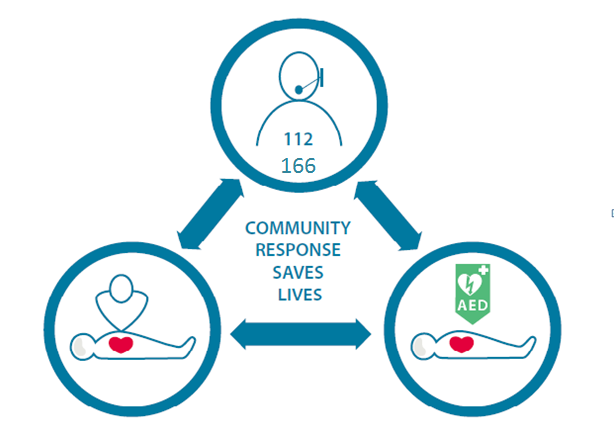 112
166
COMMUNITY
RESPONSE
SAVES
LIVES
AED